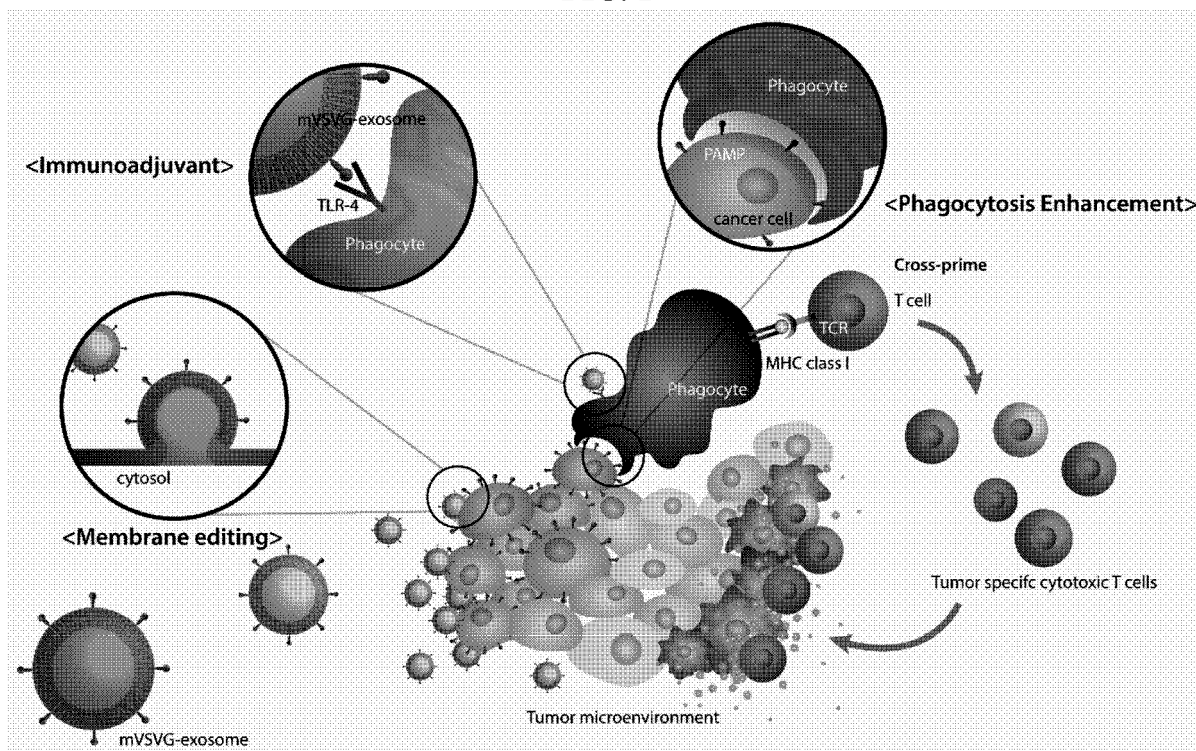 mVSVG-exosome
<Immunoadjuvant>
TLR-4
Phagocyte
Phagocyte
PAMP
cancer cell
<Phagocytosis Enhancement>
Cross-prime
T cell
TCR
MHC class I
Phagocyte
cytosol
<Membrane editing>
Tumor specifc cytotoxic T cells
Tumor microenvironment
mVSVG-exosome